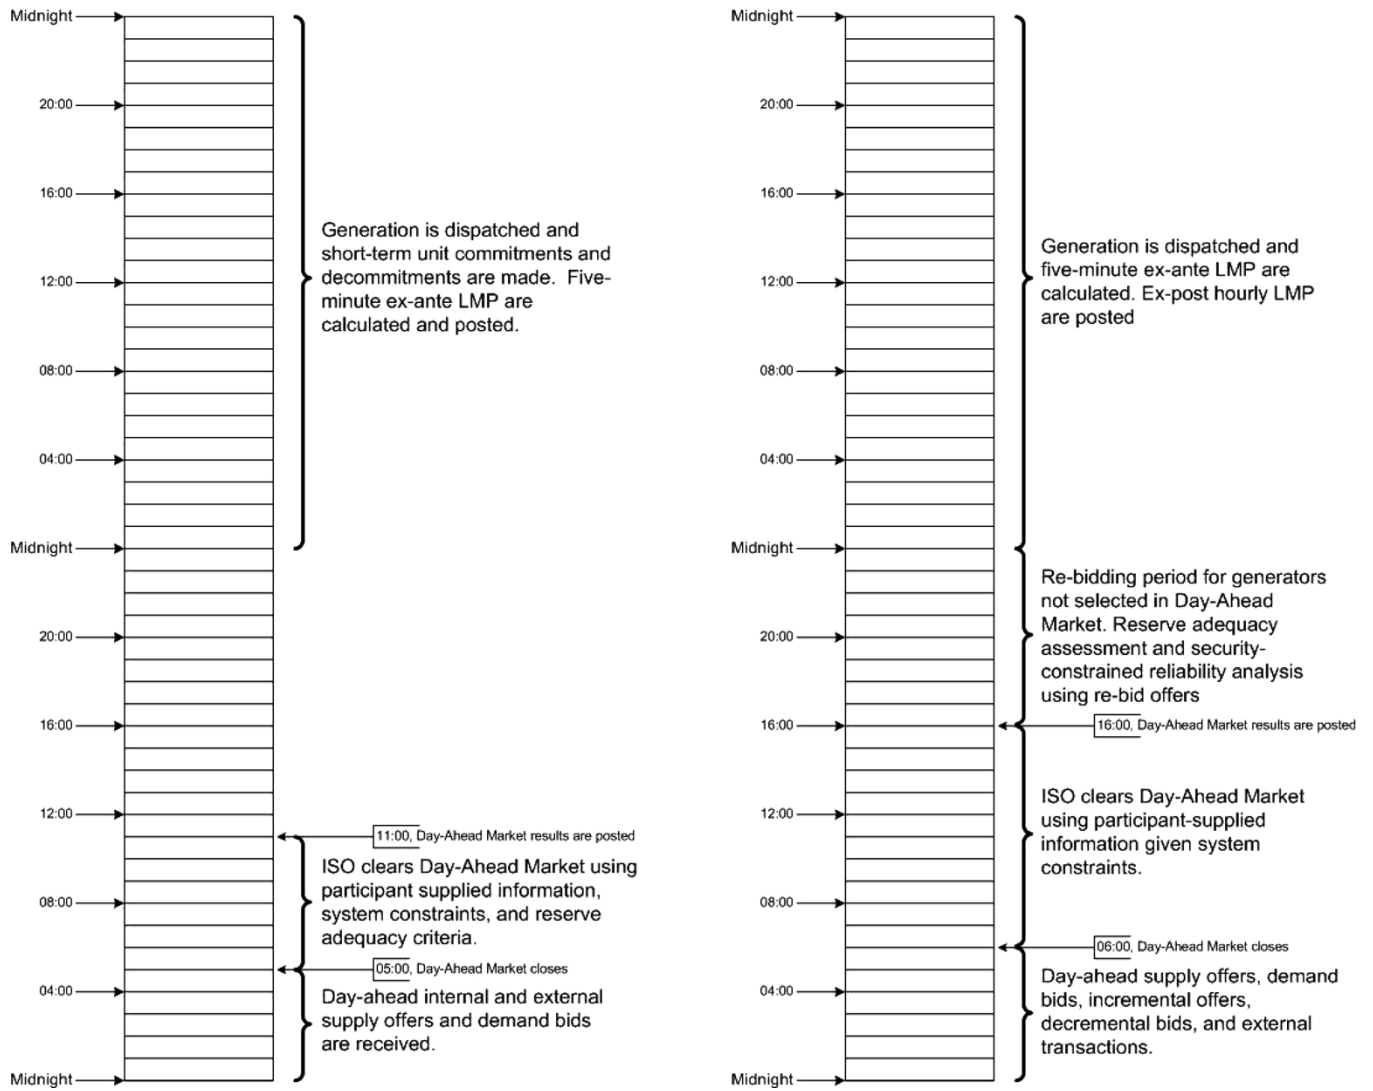 Midnight
20:00
16:00
Generation is dispatched and
short-term unit commitments and
decommitments are made. Five-
minute ex-ante LMP are
calculated and posted.
12:00
08:00
04:00
Midnight
20:00
16:00
12:00
11:00, Day-Ahead Market results are posted
ISO clears Day-Ahead Market using
participant supplied information,
system constraints, and reserve
adequacy criteria.
08:00
05:00, Day-Ahead Market closes
04:00
Day-ahead internal and external
supply offers and demand bids
are received.
Midnight
Midnight
20:00
16:00
Generation is dispatched and
five-minute ex-ante LMP are
calculated. Ex-post hourly LMP
are posted
12:00
08:00
04:00
Midnight
Re-bidding period for generators
not selected in Day-Ahead
Market. Reserve adequacy
assessment and security-
constrained reliability analysis
using re-bid offers
20:00
16:00
16:00, Day-Ahead Market results are posted
12:00
ISO clears Day-Ahead Market
using participant-supplied
information given system
constraints.
08:00
06:00, Day-Ahead Market closes
04:00
Day-ahead supply offers, demand
bids, incremental offers,
decremental bids, and external
transactions.
Midnight